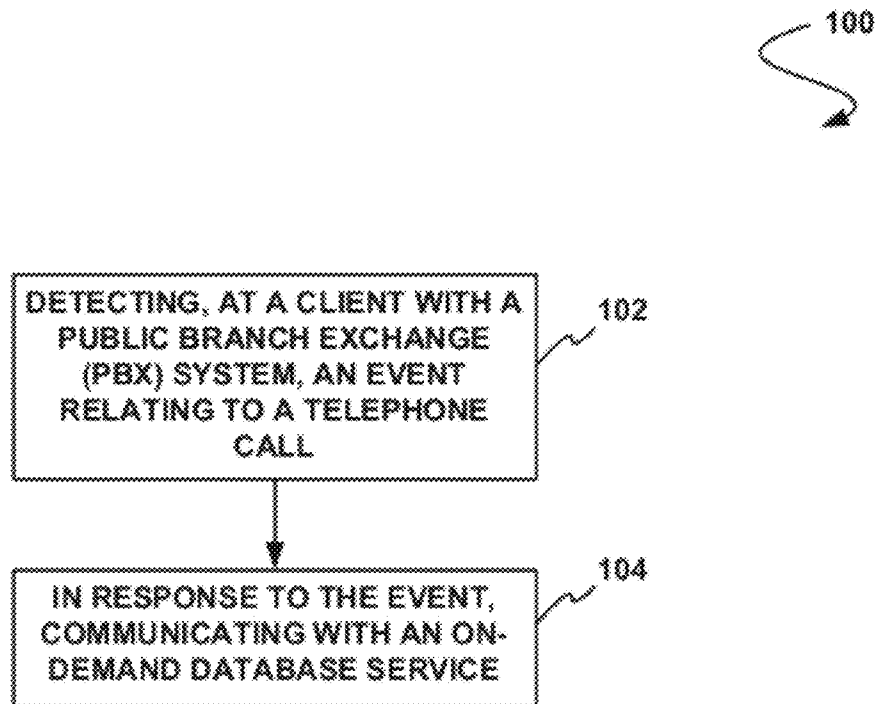 100
DETECTING, AT A CLIENT WITH A
PUBLIC BRANCH EXCHANGE
(PBX) SYSTEM, AN EVENT
RELATING TO A TELEPHONE
CALL
102
IN RESPONSE TO THE EVENT,
COMMUNICATING WITH AN ON-
DEMAND DATABASE SERVICE
104